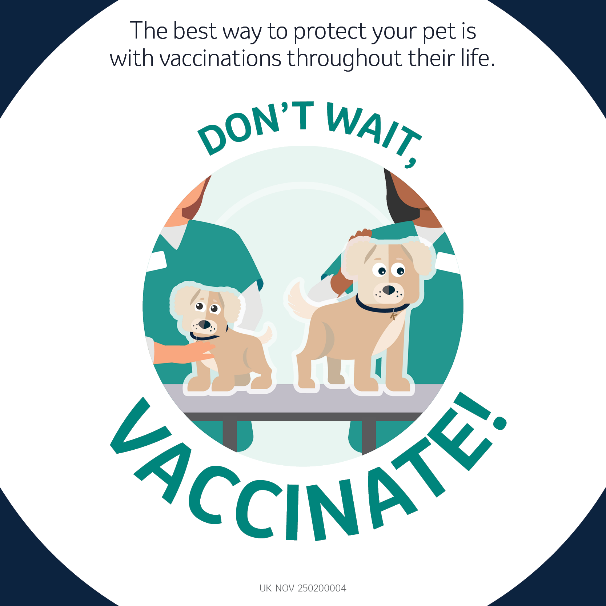 The best way to protect your pet is
with vaccinations throughout their life.
DON'T WAIT,
VACCINATE!
UK NOV 250200004